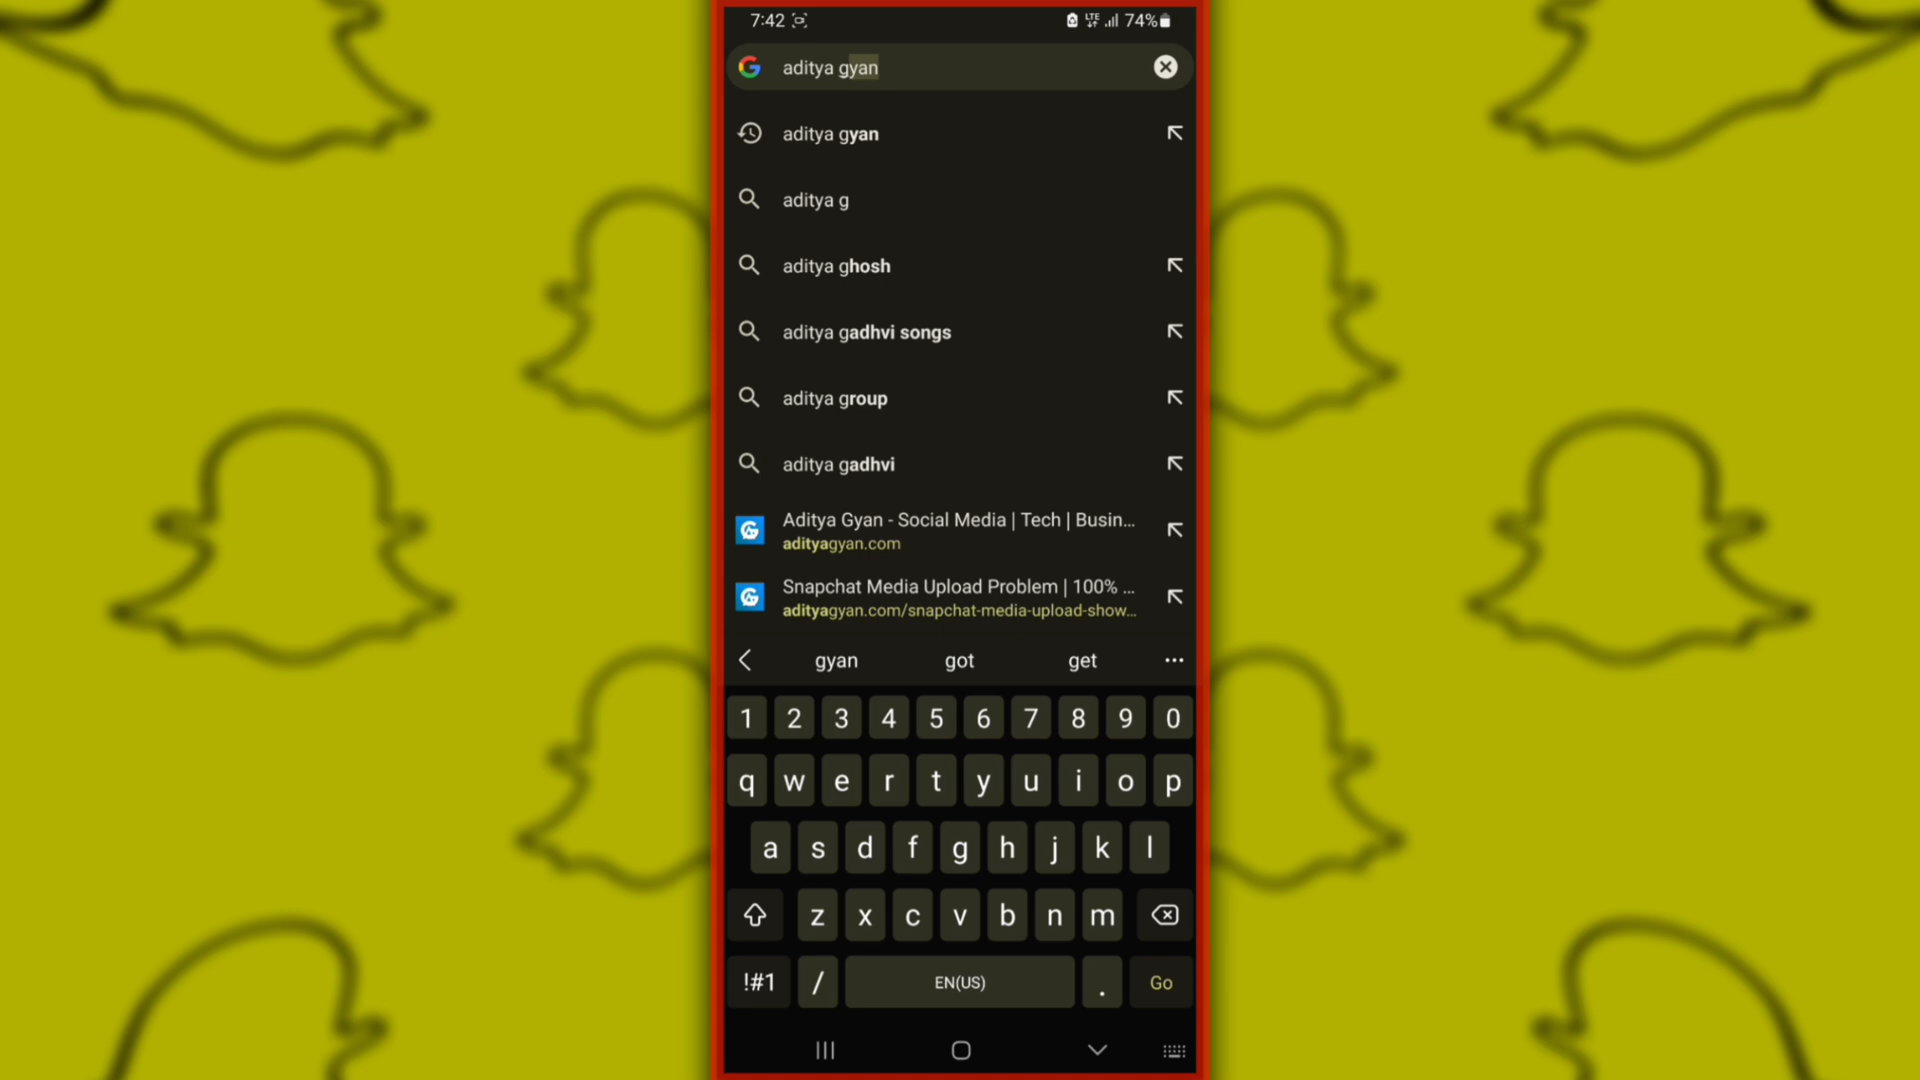 7:42 LTE 74%
aditya gyan
aditya gyan
aditya g
aditya ghosh
aditya gadhvi songs
aditya group
aditya gadhvi
Aditya Gyan - Social Media | Tech | Busin...
adityagyan.com
Snapchat Media Upload Problem | 100% ...
adityagyan.com/snapchat-media-upload-show...
gyan got get
1 2 3 4 5 6 7 8 9 0
q w e r t y u i o p
a s d f g h j k l
z x c v b n m
!#1 / EN(US) . Go